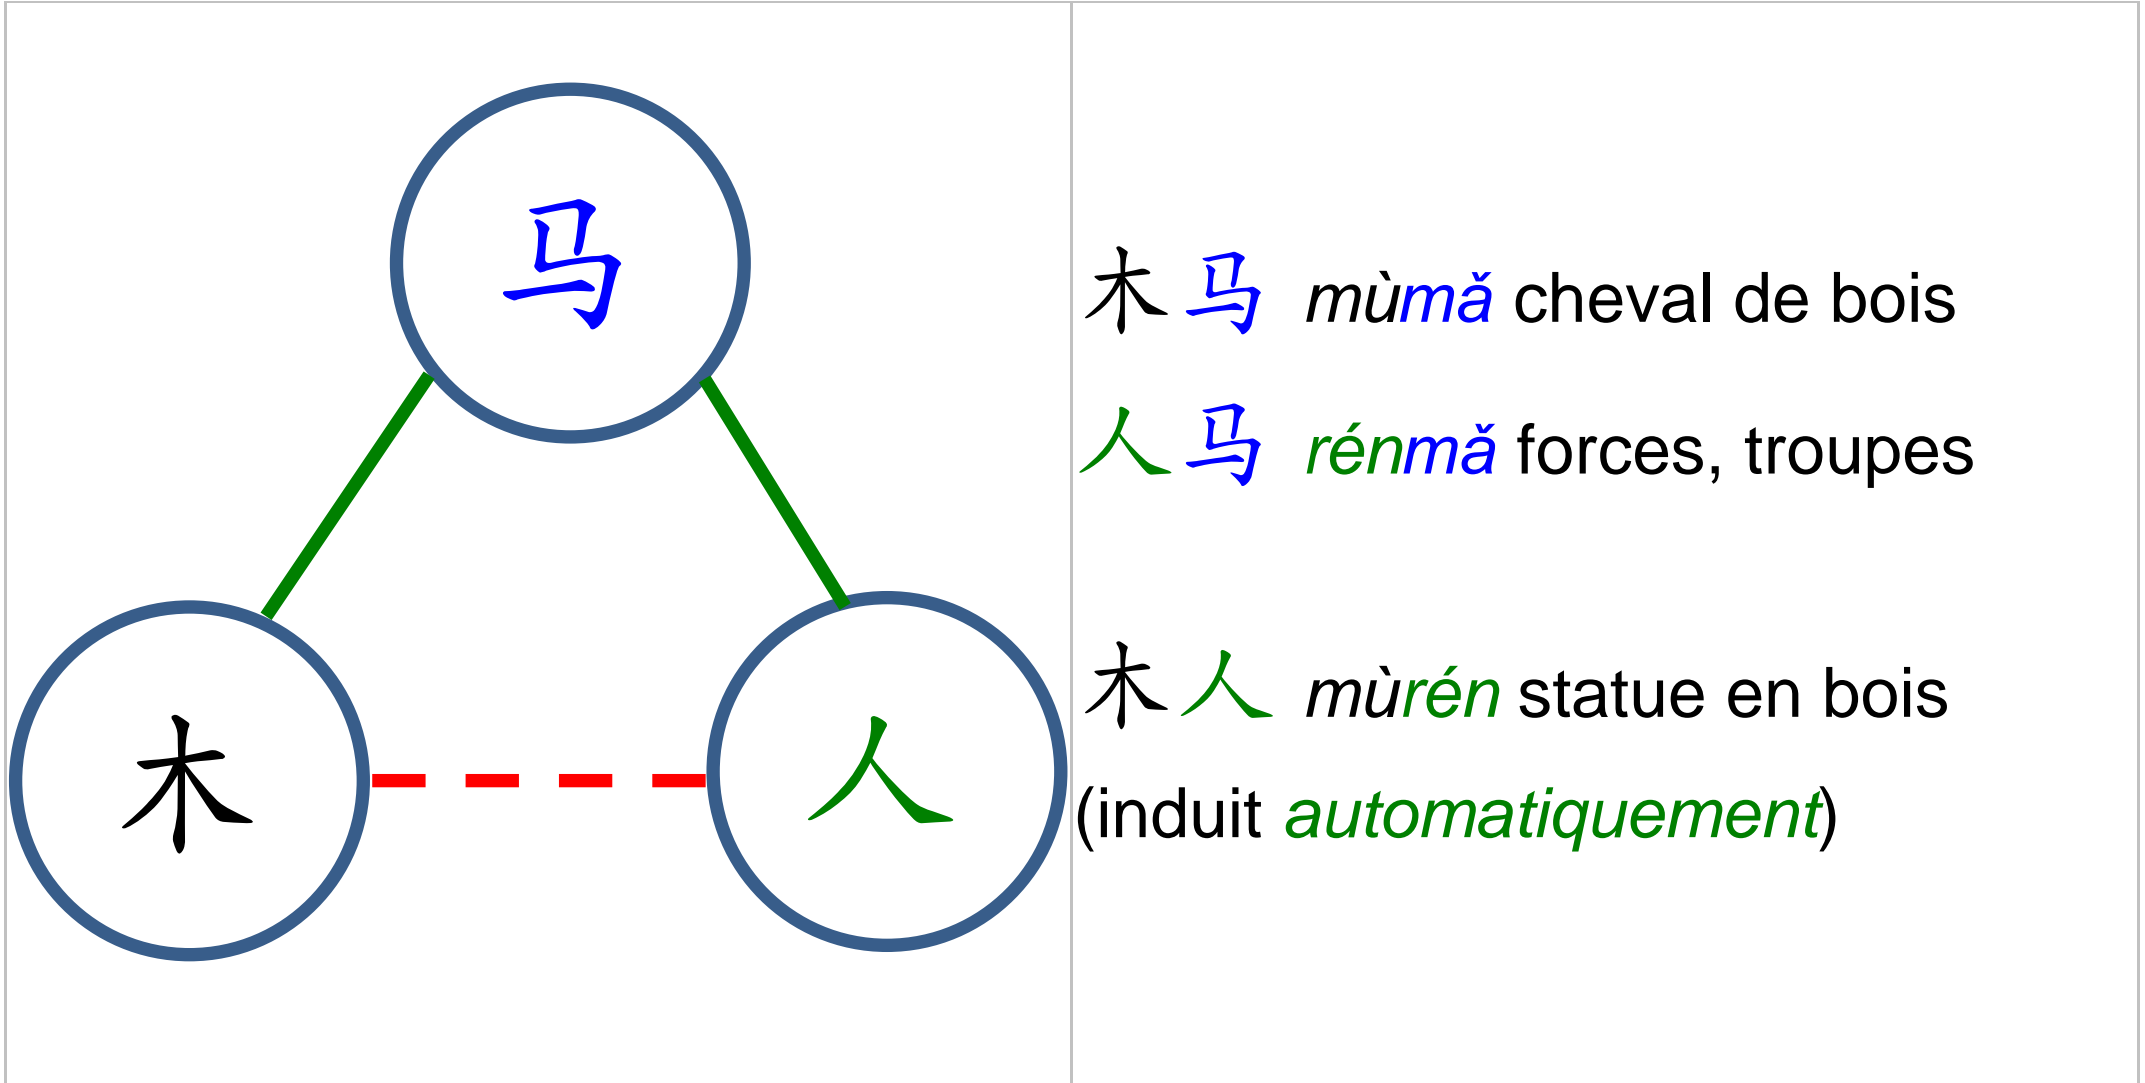 马
木
人
木马 mùmǎ cheval de bois
人马 rénmǎ forces, troupes
木人 mùrén statue en bois
(induit automatiquement)